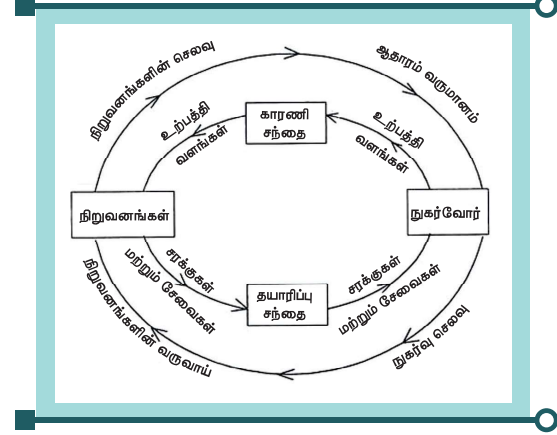 நிறுவனங்களின் செலவு
ஆதாரம் வருமானம்
உற்பத்தி
வளங்கள்
காரணி
சந்தை
உற்பத்தி
வளங்கள்
நிறுவனங்கள்
நுகர்வோர்
சரக்குகள்
மற்றும் சேவைகள்
தயாரிப்பு
சந்தை
சரக்குகள்
மற்றும் சேவைகள்
நிறுவனங்களின் வருவாய்
நுகர்வு செலவு